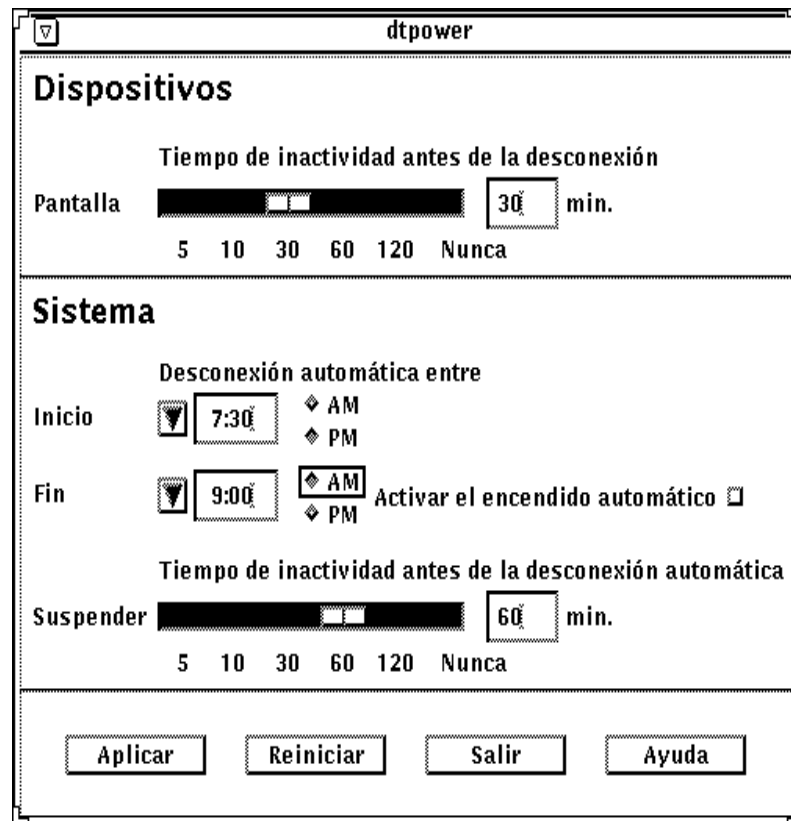 dtpower
Dispositivos
Tiempo de inactividad antes de la desconexión
Pantalla 30 min.
5 10 30 60 120 Nunca
Sistema
Desconexión automática entre
Inicio 7:30 AM
PM
Fin 9:00 AM
PM Activar el encendido automático
Tiempo de inactividad antes de la desconexión automática
Suspender 60 min.
5 10 30 60 120 Nunca
Aplicar Reiniciar Salir Ayuda